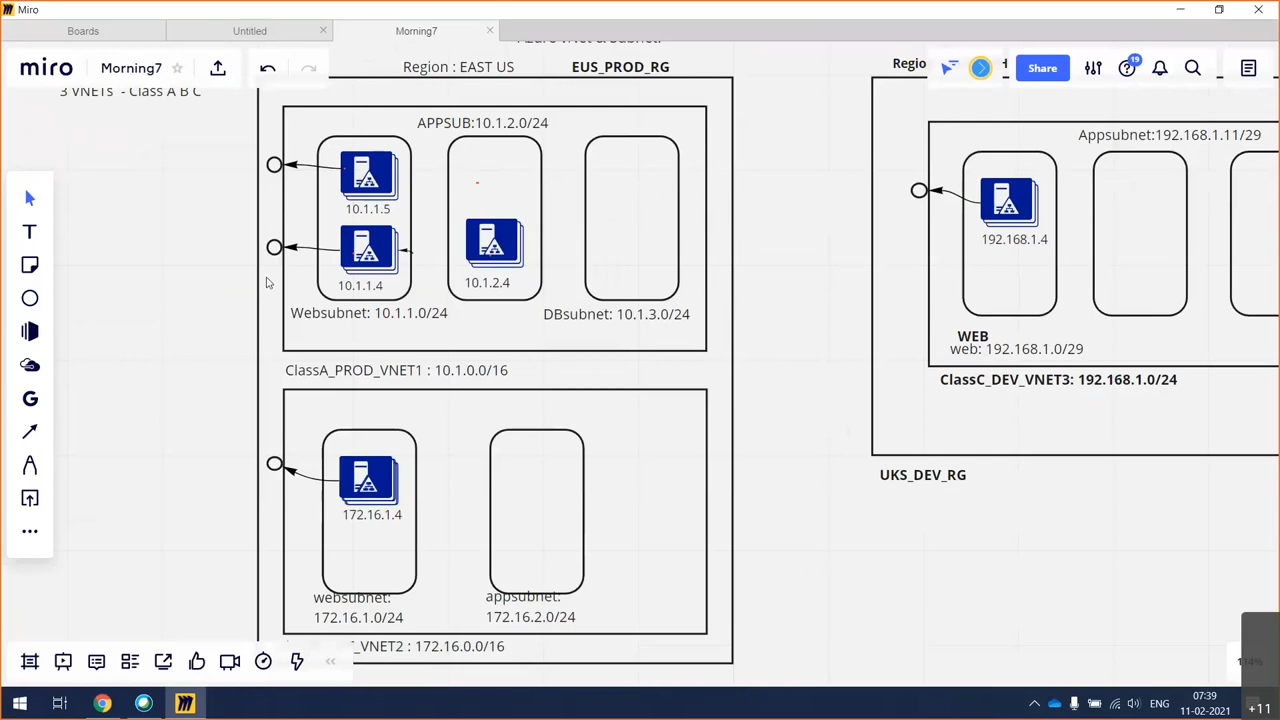 Miro
Boards
Untitled
Morning7
miro
Morning7
Share
19
Region : EAST US
EUS_PROD_RG
Regio
3 VNETs - Class A B C
APPSUB:10.1.2.0/24
10.1.1.5
10.1.1.4
10.1.2.4
Websubnet: 10.1.1.0/24
DBsubnet: 10.1.3.0/24
ClassA_PROD_VNET1 : 10.1.0.0/16
172.16.1.4
websubnet:
172.16.1.0/24
appsubnet:
172.16.2.0/24
_VNET2 : 172.16.0.0/16
Appsubnet:192.168.1.11/29
192.168.1.4
WEB
web: 192.168.1.0/29
ClassC_DEV_VNET3: 192.168.1.0/24
UKS_DEV_RG
ENG
07:39
11-02-2021
+11